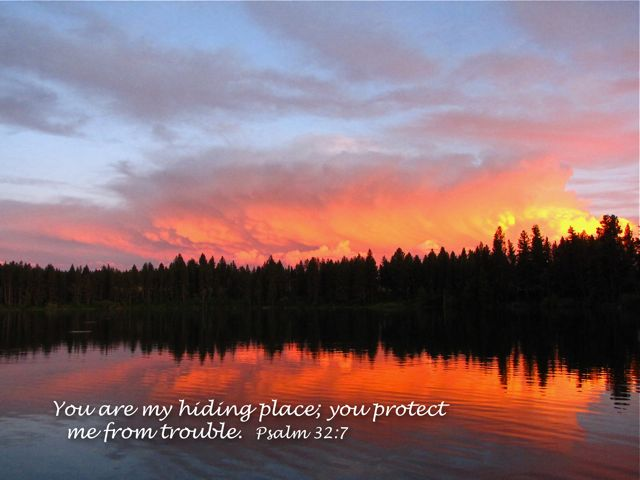 You are my hiding place; you protect
me from trouble. Psalm 32:7